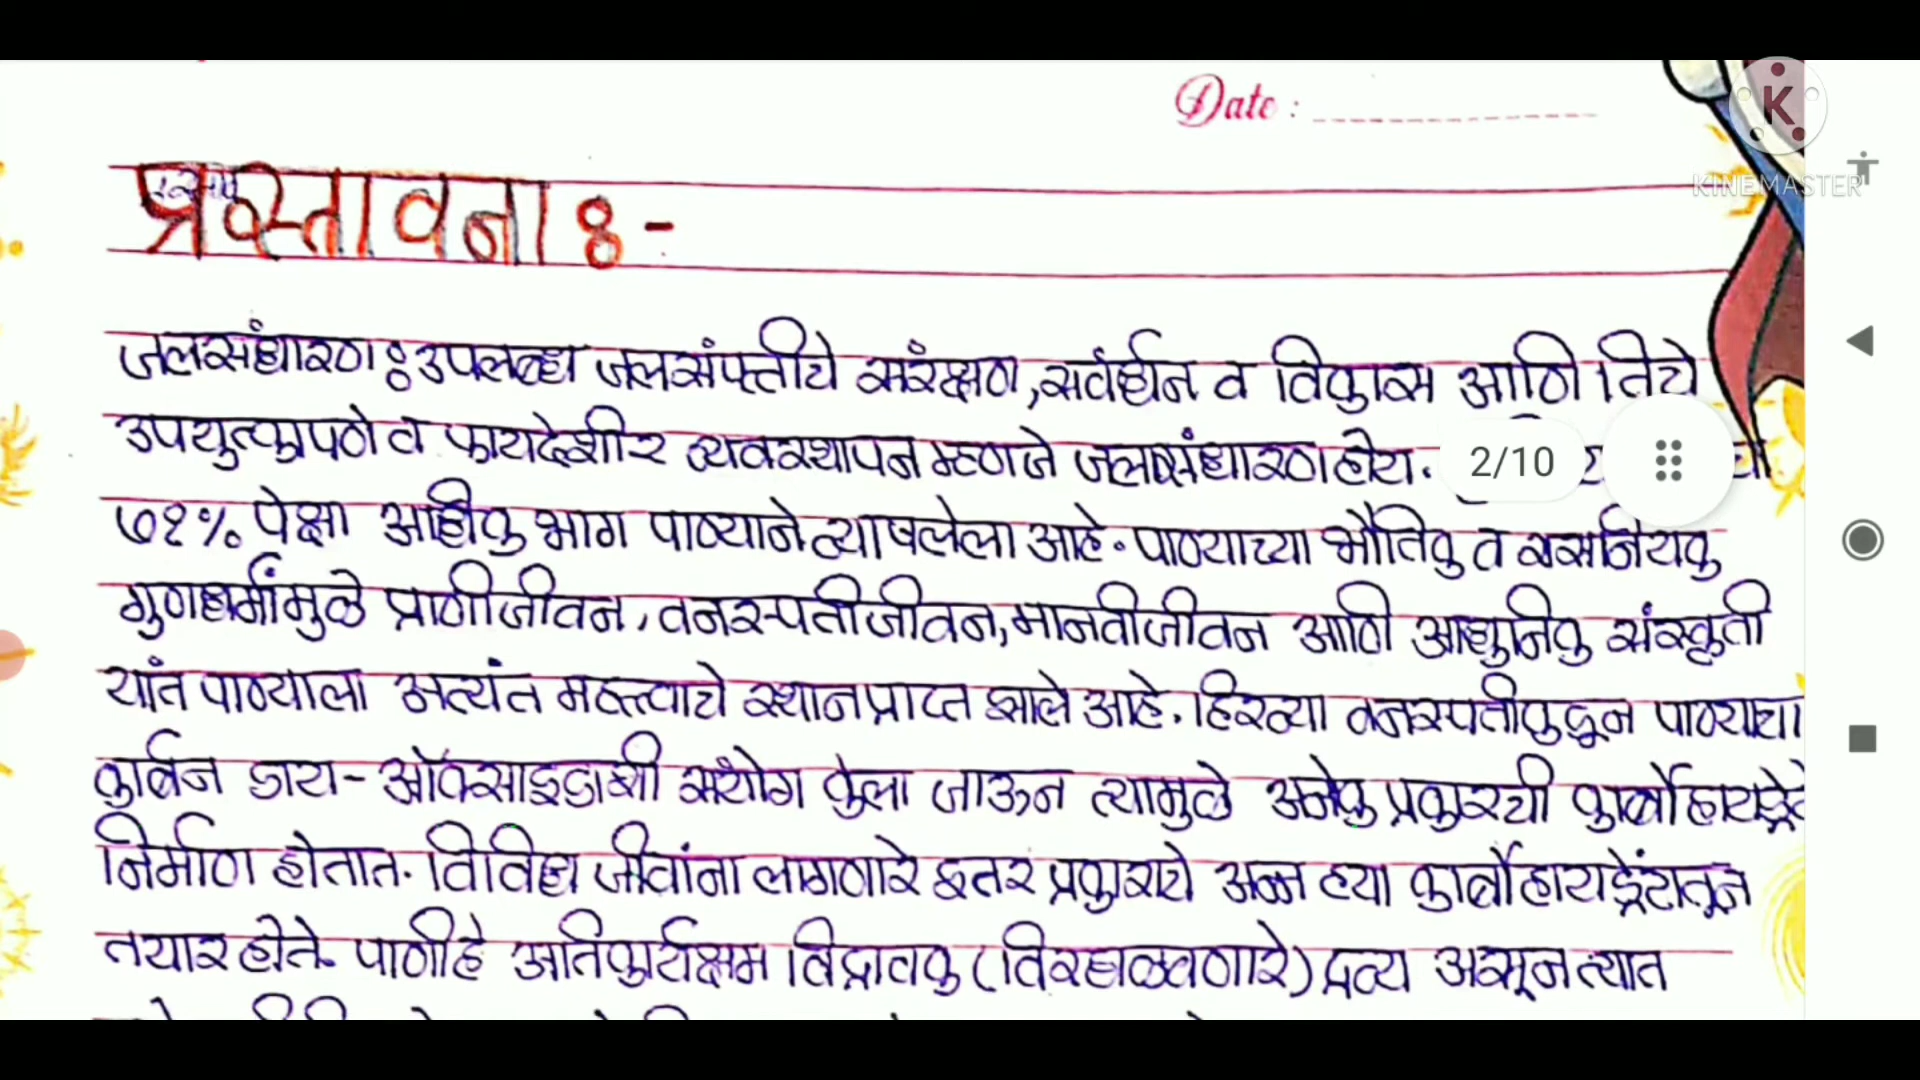 Date :
KINEMASTER
प्रस्तावना :-
जलसंधारण : उपलब्ध जलसंपत्तीचे संरक्षण, संवर्धन व विकास आणि तिचे
उपयुक्तपणे व फायदेशीर व्यवस्थापन म्हणजे जलसंधारण होय.
2/10
७१% पेक्षा अधिक भाग पाण्याने व्यापलेला आहे. पाण्याच्या भौतिक व रासनियक
गुणधर्मांमुळे प्राणीजीवन, वनस्पतीजीवन, मानवीजीवन आणि आधुनिक संस्कृती
यांत पाण्याला अत्यंत महत्त्वाचे स्थान प्राप्त झाले आहे. हिरव्या वनस्पतीकडून पाण्याचा
कार्बन डाय-ऑक्साइडाशी संयोग केला जाऊन त्यामुळे अनेक प्रकारची कार्बोहायड्रेटे
निर्माण होतात. विविध जीवांना लागणारे इतर प्रकारचे अन्न ह्या कार्बोहायड्रेंटातून
तयार होते. पाणी हे अतिकार्यक्षम विद्रावक (विरघळवणारे) द्रव्य असून त्यात